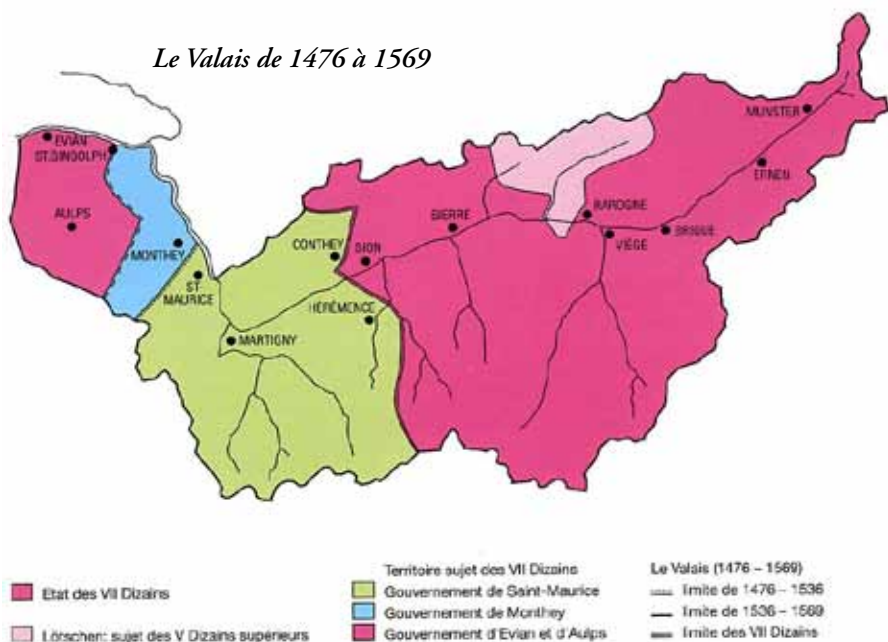 Le Valais de 1476 à 1569
EVIAN
ST.GINGOLPH
AULPS
MONTHEY
ST
MAURICE
CONTHEY
SION
SIERRE
HÉRÉMENCE
MARTIGNY
RAROGNE
VIÈGE
BRIGUE
MUNSTER
ERNEN
Etat des VII Dizains
Lörschen: sujet des V Dizains supérieurs
Territoire sujet des VII Dizains
Gouvernement de Saint-Maurice
Gouvernement de Monthey
Gouvernement d'Evian et d'Aulps
Le Valais (1476 – 1569)
limite de 1476 – 1536
limite de 1536 – 1569
limite des VII Dizains